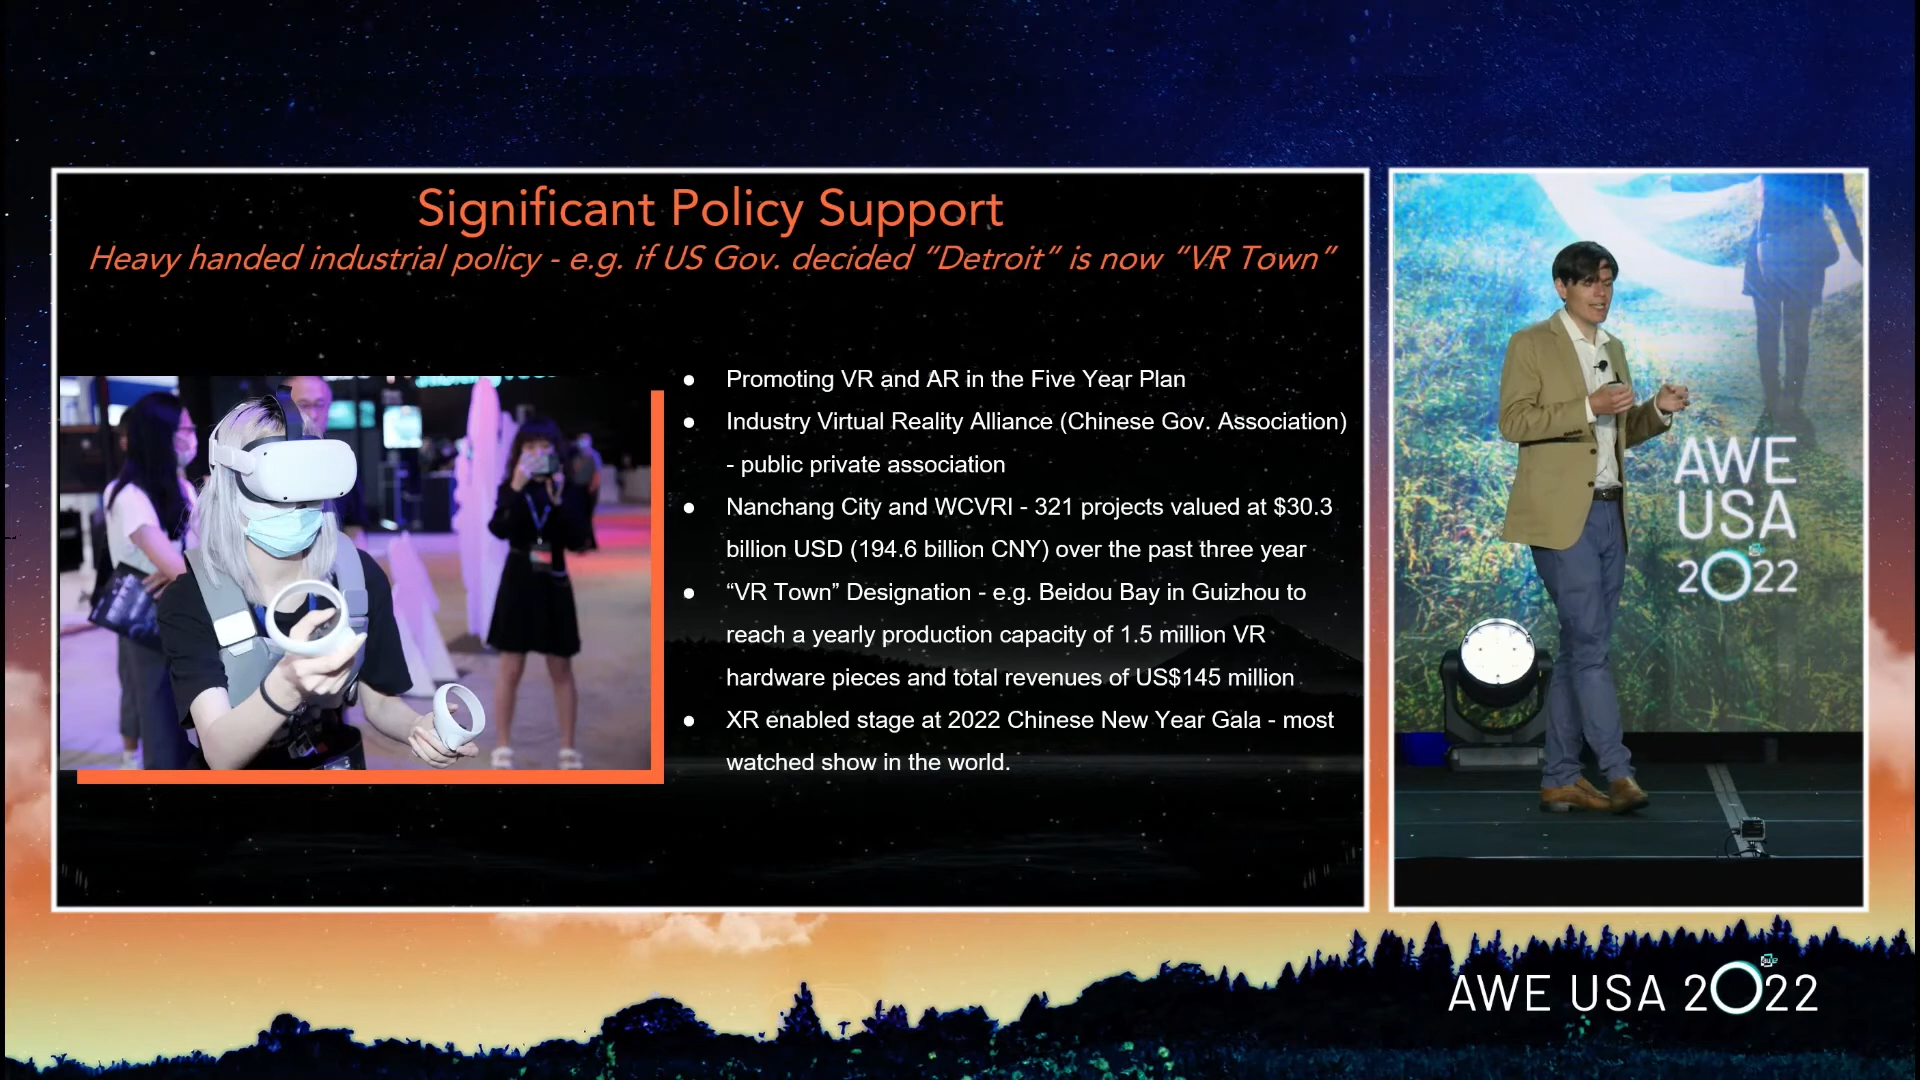 Significant Policy Support
Heavy handed industrial policy - e.g. if US Gov. decided “Detroit” is now “VR Town”
● Promoting VR and AR in the Five Year Plan
● Industry Virtual Reality Alliance (Chinese Gov. Association)
- public private association
● Nanchang City and WCVRI - 321 projects valued at $30.3
billion USD (194.6 billion CNY) over the past three year
● “VR Town” Designation - e.g. Beidou Bay in Guizhou to
reach a yearly production capacity of 1.5 million VR
hardware pieces and total revenues of US$145 million
● XR enabled stage at 2022 Chinese New Year Gala - most
watched show in the world.
AWE
USA
2022
AWE USA 2022